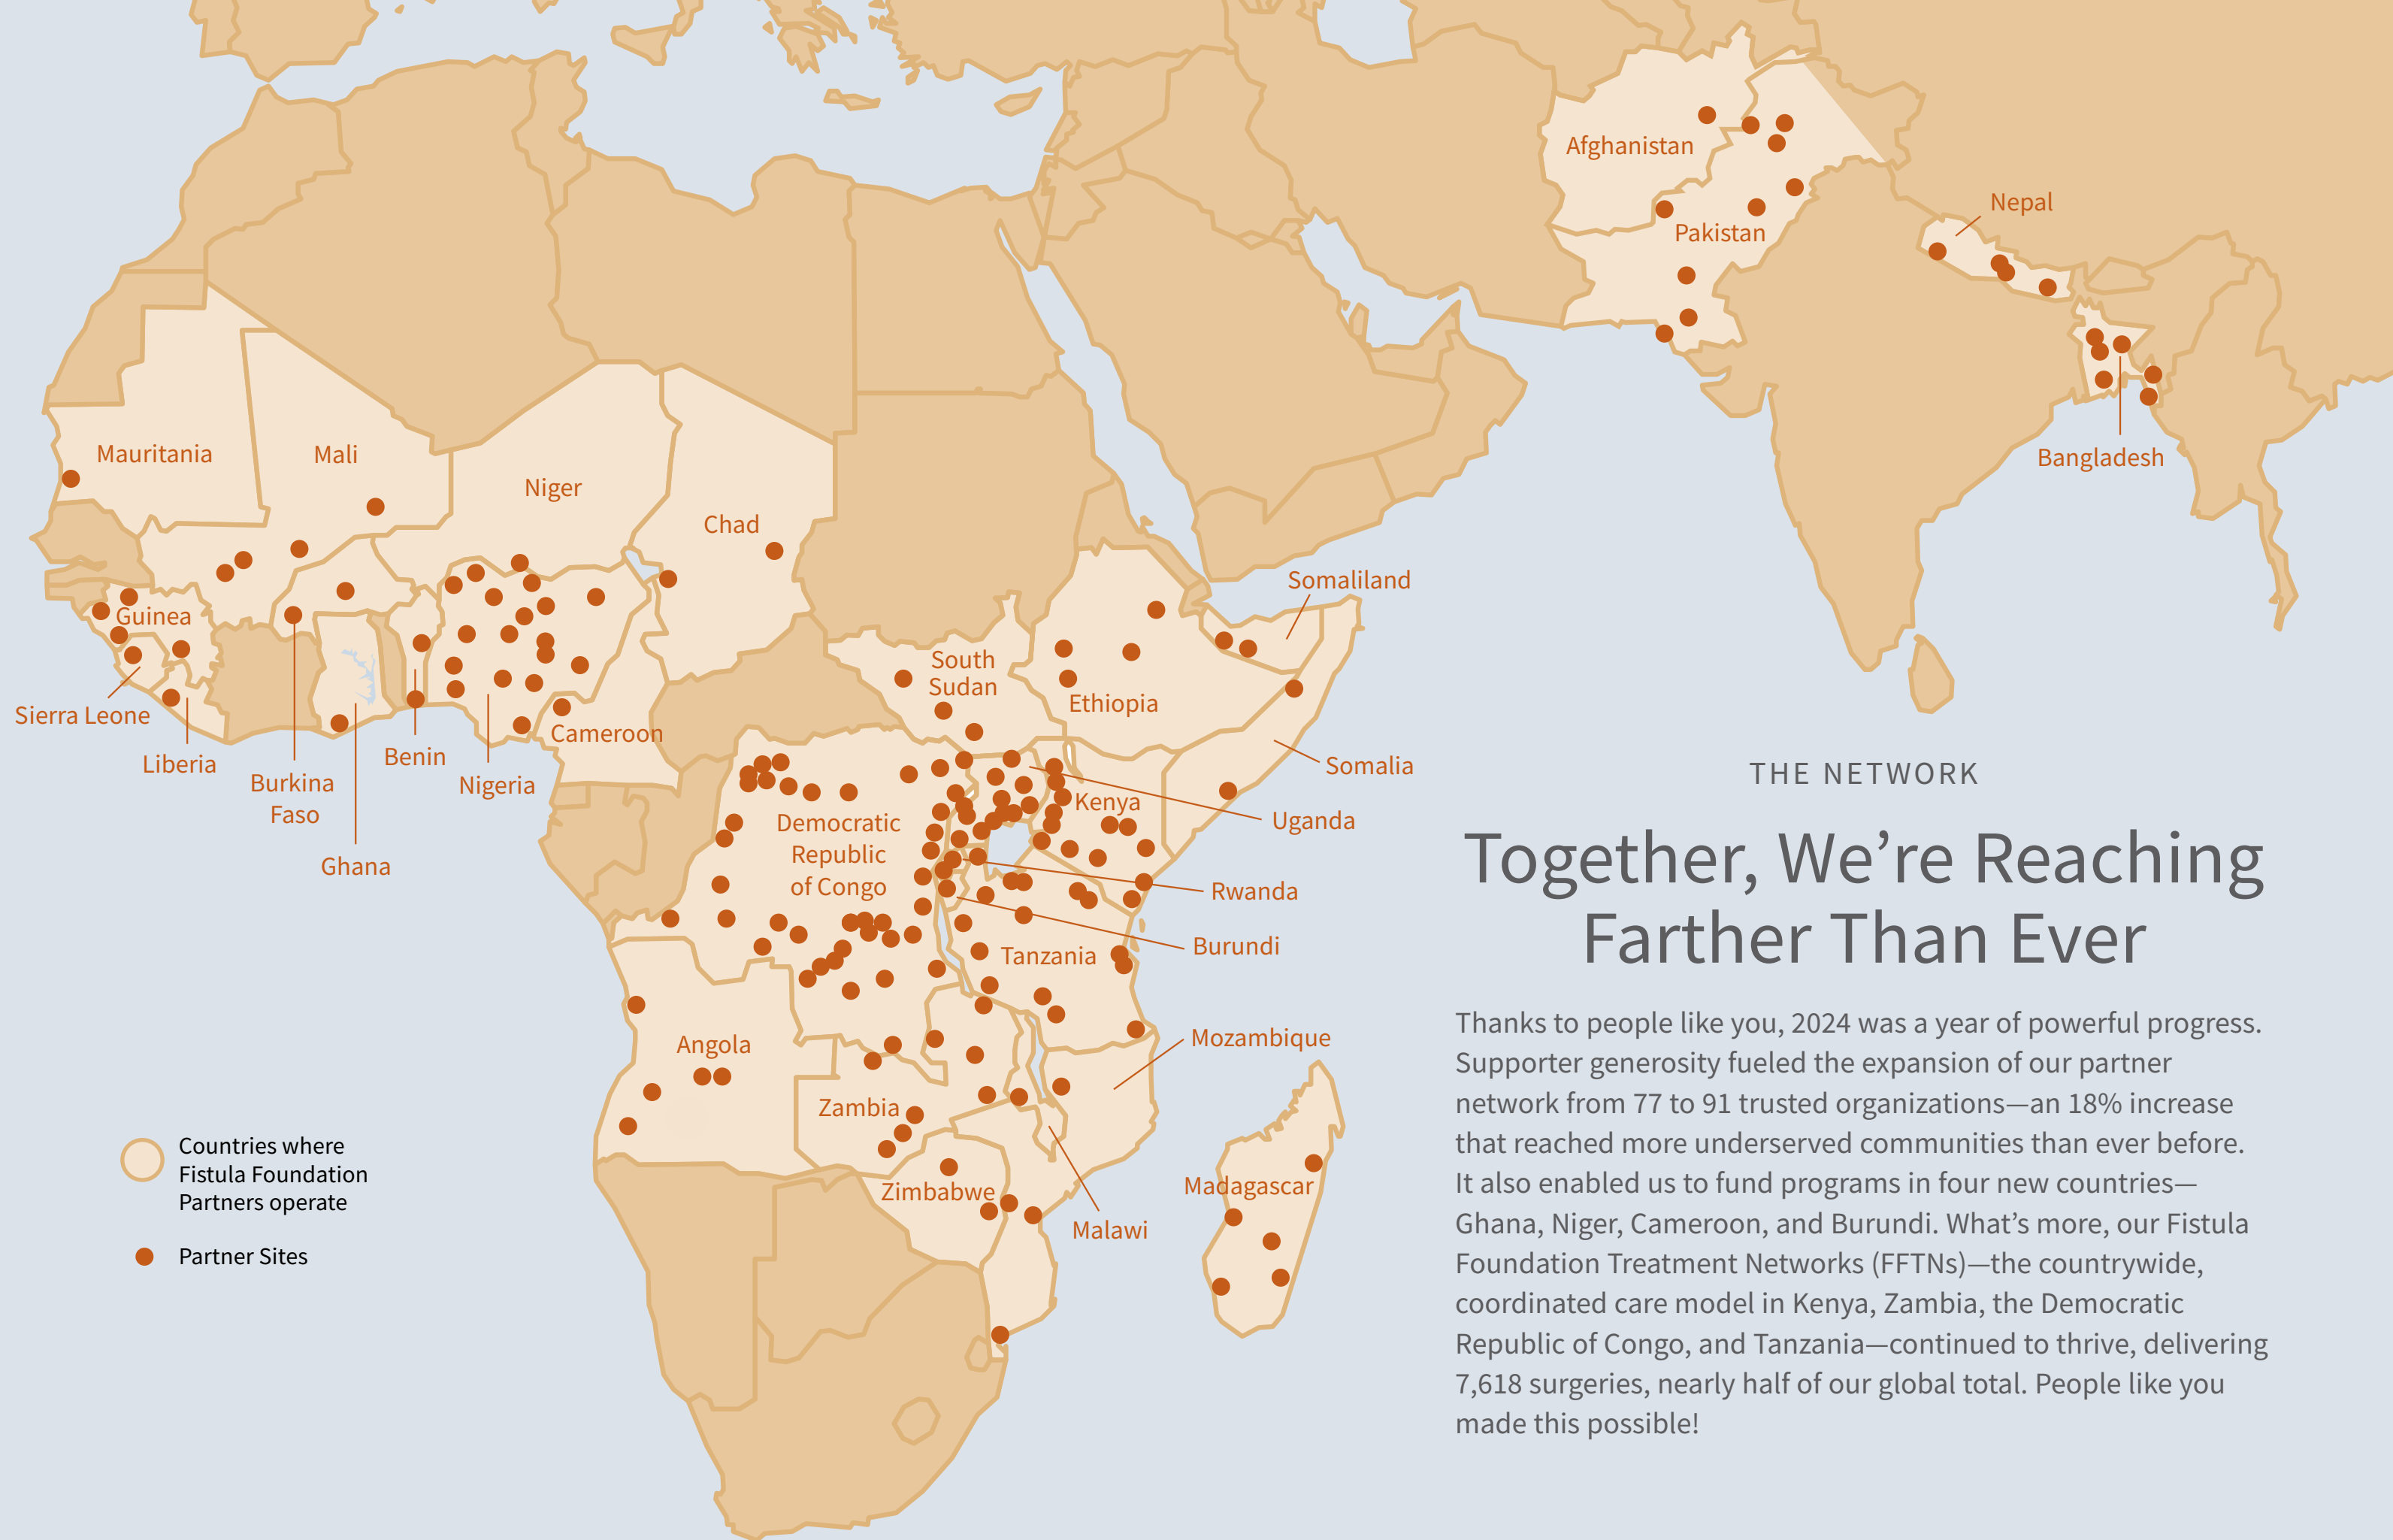 Afghanistan
Nepal
Pakistan
Bangladesh
Mauritania
Mali
Niger
Chad
Somaliland
Guinea
South
Sudan
Ethiopia
Sierra Leone
Cameroon
Liberia
Benin
Somalia
Burkina
Faso
Nigeria
Kenya
Uganda
Democratic
Republic
of Congo
Ghana
Rwanda
Burundi
Tanzania
Angola
Mozambique
Zambia
Zimbabwe
Madagascar
Malawi
Countries where
Fistula Foundation
Partners operate
Partner Sites
THE NETWORK
Together, We’re Reaching
Farther Than Ever
Thanks to people like you, 2024 was a year of powerful progress.
Supporter generosity fueled the expansion of our partner
network from 77 to 91 trusted organizations—an 18% increase
that reached more underserved communities than ever before.
It also enabled us to fund programs in four new countries—
Ghana, Niger, Cameroon, and Burundi. What’s more, our Fistula
Foundation Treatment Networks (FFTNs)—the countrywide,
coordinated care model in Kenya, Zambia, the Democratic
Republic of Congo, and Tanzania—continued to thrive, delivering
7,618 surgeries, nearly half of our global total. People like you
made this possible!